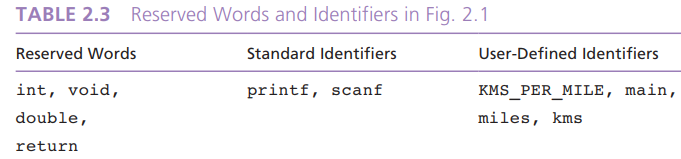 TABLE 2.3 Reserved Words and Identifiers in Fig. 2.1
Reserved Words Standard Identifiers User-Defined Identifiers
int, void, printf, scanf KMS_PER_MILE, main,
double, miles, kms
return